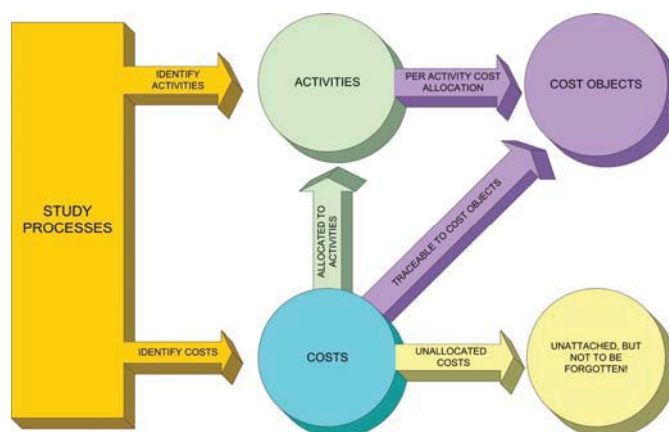 IDENTIFY
ACTIVITIES
ACTIVITIES
PER ACTIVITY COST
ALLOCATION
COST OBJECTS
STUDY
PROCESSES
ALLOCATED TO
ACTIVITIES
TRACEABLE TO COST OBJECTS
IDENTIFY COSTS
COSTS
UNALLOCATED
COSTS
UNATTACHED, BUT
NOT TO BE
FORGOTTEN!